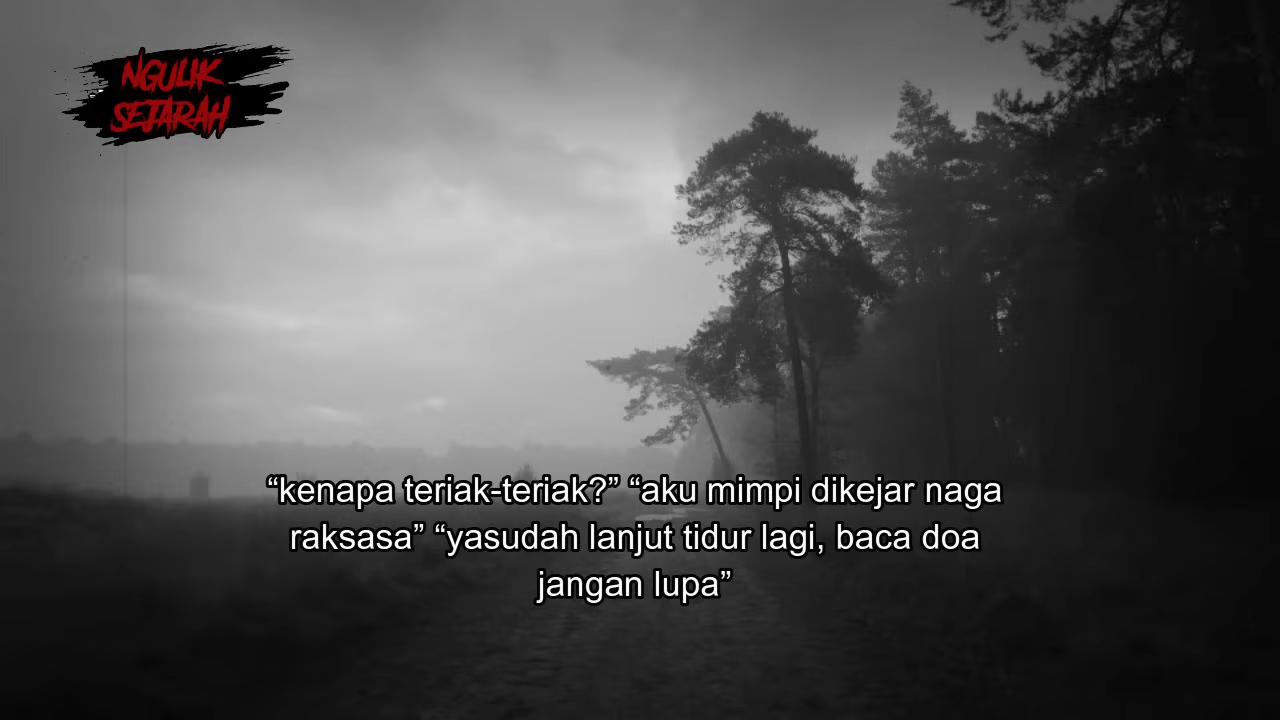 NGULIK
SEJARAH
“kenapa teriak-teriak?” “aku mimpi dikejar naga
raksasa” “yasudah lanjut tidur lagi, baca doa
jangan lupa”